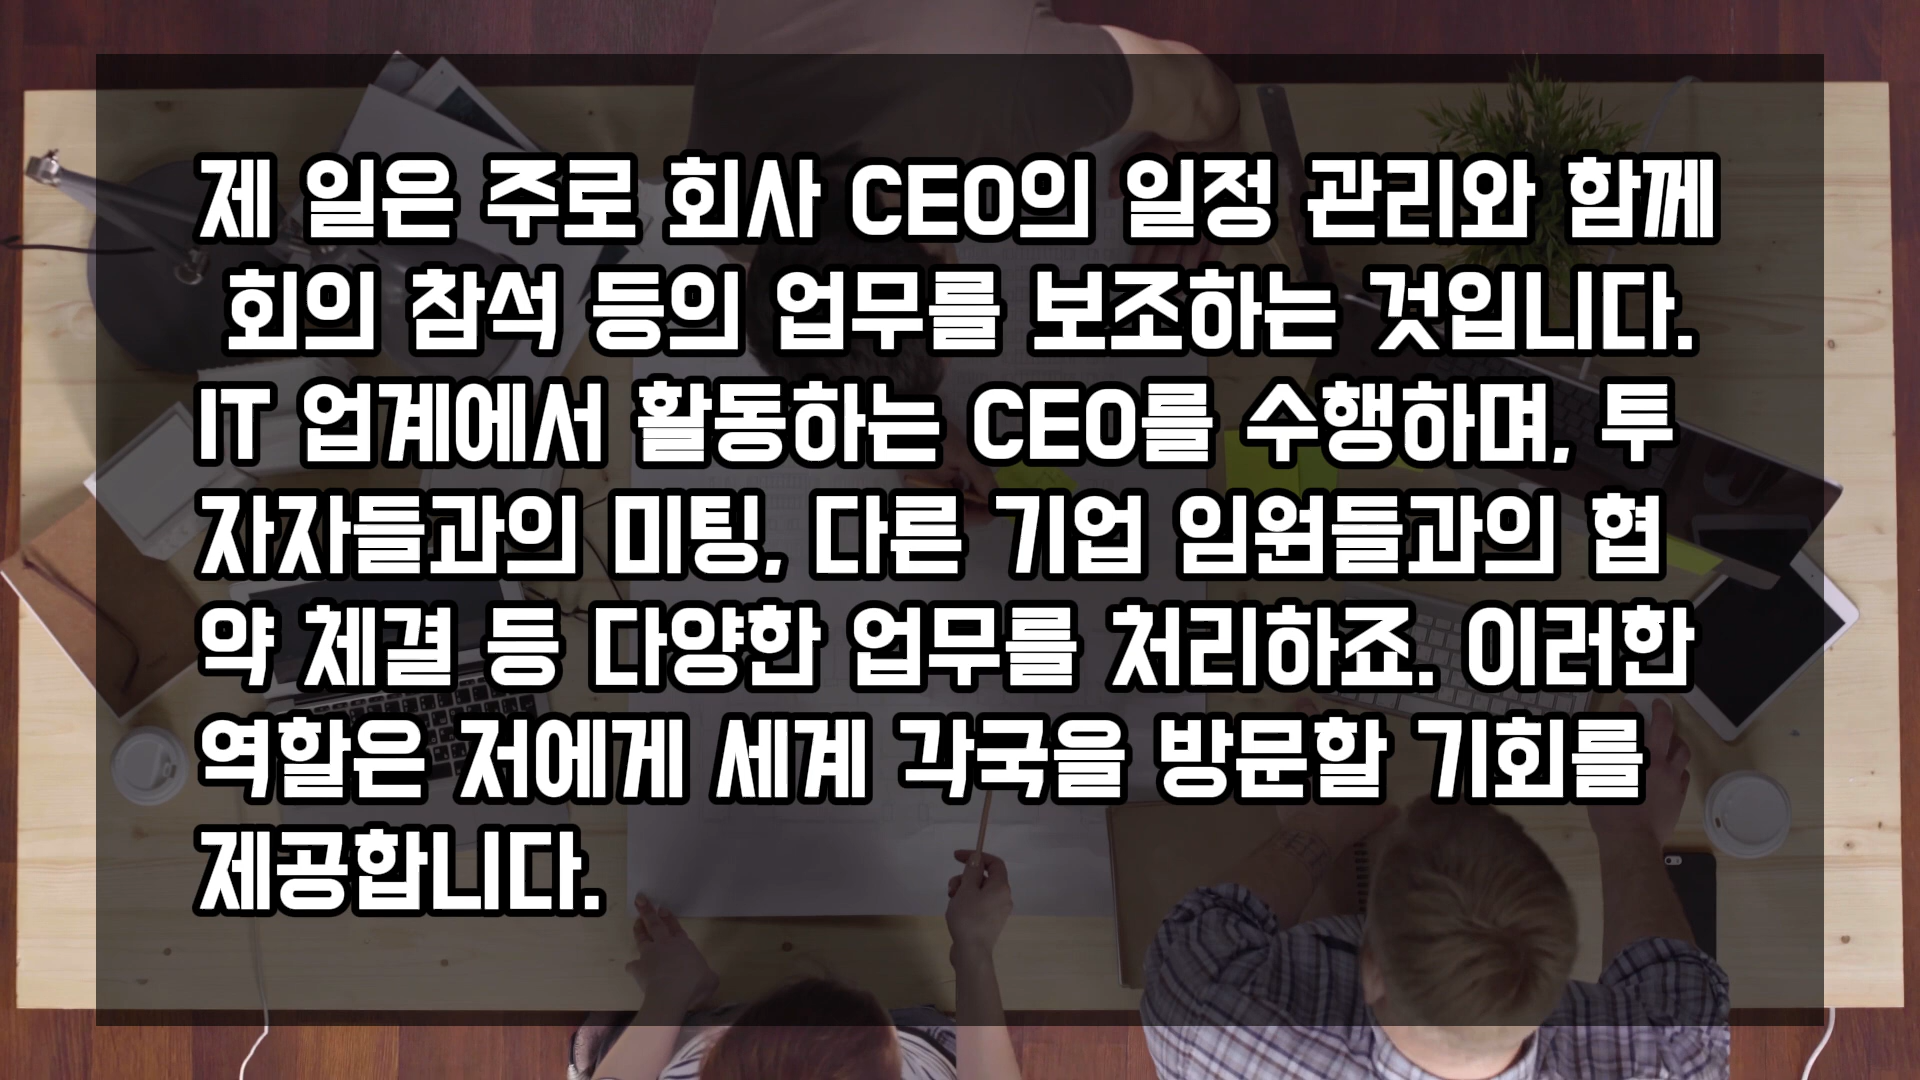 제 일은 주로 회사 CEO의 일정 관리와 함께
회의 참석 등의 업무를 보조하는 것입니다.
IT 업계에서 활동하는 CEO를 수행하며, 투
자자들과의 미팅, 다른 기업 임원들과의 협
약 체결 등 다양한 업무를 처리하죠. 이러한
역할은 저에게 세계 각국을 방문할 기회를
제공합니다.